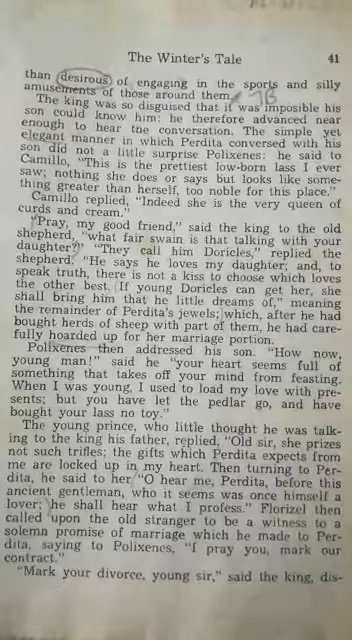 The Winter's Tale 41
than desirous of engaging in the sports and silly
amusements of those around them.
The king was so disguised that it was imposible his
son could know him: he therefore advanced near
enough to hear tne conversation. The simple yet
elegant manner in which Perdita conversed with his
son did not a little surprise Polixenes: he said to
Camillo, "This is the prettiest low-born lass I ever
saw; nothing she does or says but looks like some-
thing greater than herself, too noble for this place."
Camillo replied, "Indeed she is the very queen of
curds and cream."
"Pray, my good friend," said the king to the old
shepherd, "what fair swain is that talking with your
daughter?" "They call him Doricles," replied the
shepherd. "He says he loves my daughter; and, to
speak truth, there is not a kiss to choose which loves
the other best. If young Doricles can get her, she
shall bring him that he little dreams of," meaning
the remainder of Perdita's jewels; which, after he had
bought herds of sheep with part of them, he had care-
fully hoarded up for her marriage portion.
Polixenes then addressed his son. "How now,
young man!" said he "your heart seems full of
something that takes off your mind from feasting.
When I was young, I used to load my love with pre-
sents; but you have let the pedlar go, and have
bought your lass no toy."
The young prince, who little thought he was talk-
ing to the king his father, replied, "Old sir, she prizes
not such trifles; the gifts which Perdita expects from
me are locked up in my heart. Then turning to Per-
dita, he said to her "O hear me, Perdita, before this
ancient gentleman, who it seems was once himself a
lover; he shall hear what I profess." Florizel then
called upon the old stranger to be a witness to a
solemn promise of marriage which he made to Per-
dita, saying to Polixenes, "I pray you, mark our
contract."
"Mark your divorce, young sir," said the king, dis-